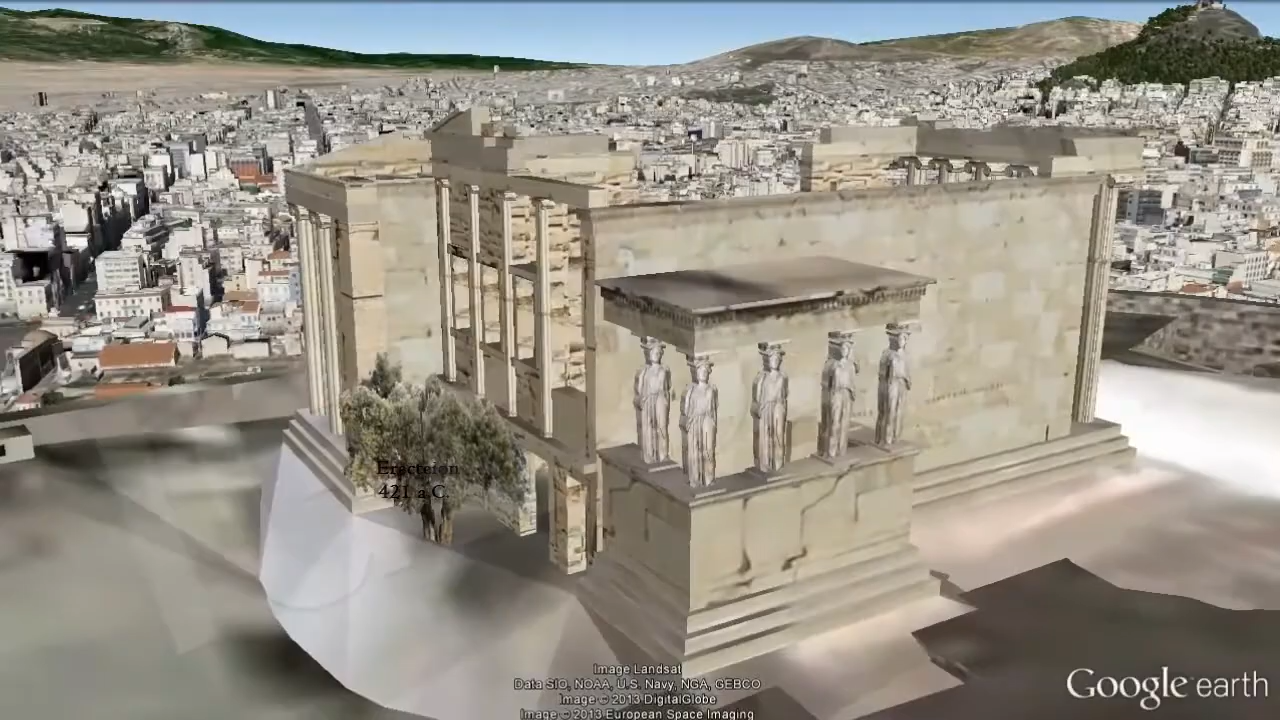 Erecteion
421 a.C.
Image Landsat
Data SIO, NOAA, U.S. Navy, NGA, GEBCO
Image © 2013 DigitalGlobe
Image © 2013 European Space Imaging
Google earth